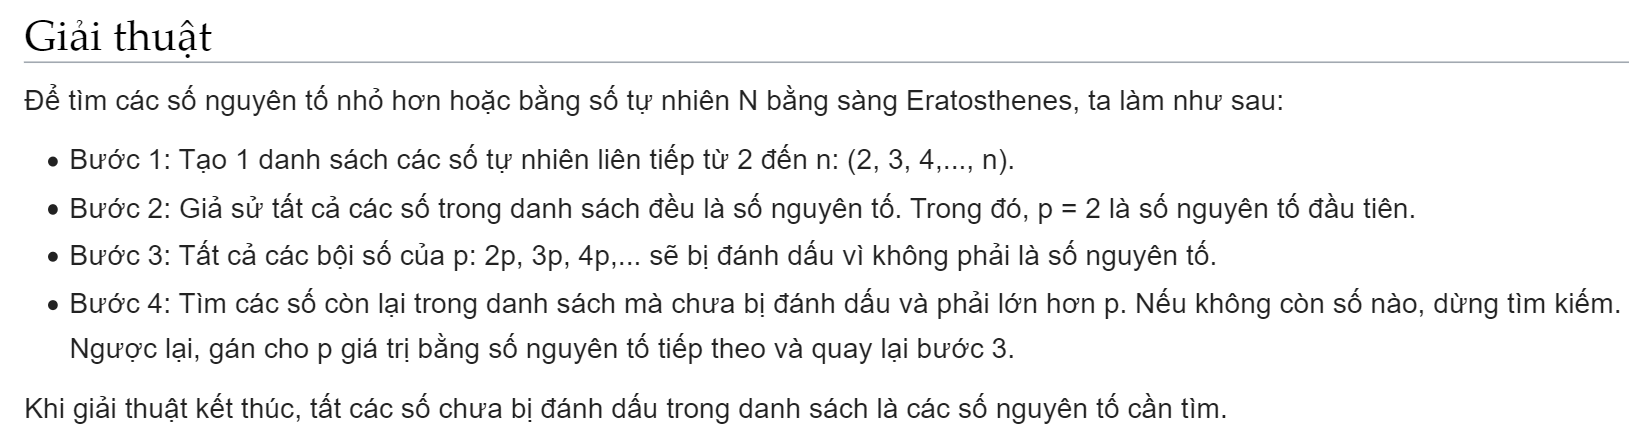 Giải thuật
Để tìm các số nguyên tố nhỏ hơn hoặc bằng số tự nhiên N bằng sàng Eratosthenes, ta làm như sau:
• Bước 1: Tạo 1 danh sách các số tự nhiên liên tiếp từ 2 đến n: (2, 3, 4,..., n).
• Bước 2: Giả sử tất cả các số trong danh sách đều là số nguyên tố. Trong đó, p = 2 là số nguyên tố đầu tiên.
• Bước 3: Tất cả các bội số của p: 2p, 3p, 4p,... sẽ bị đánh dấu vì không phải là số nguyên tố.
• Bước 4: Tìm các số còn lại trong danh sách mà chưa bị đánh dấu và phải lớn hơn p. Nếu không còn số nào, dừng tìm kiếm.
Ngược lại, gán cho p giá trị bằng số nguyên tố tiếp theo và quay lại bước 3.
Khi giải thuật kết thúc, tất các số chưa bị đánh dấu trong danh sách là các số nguyên tố cần tìm.